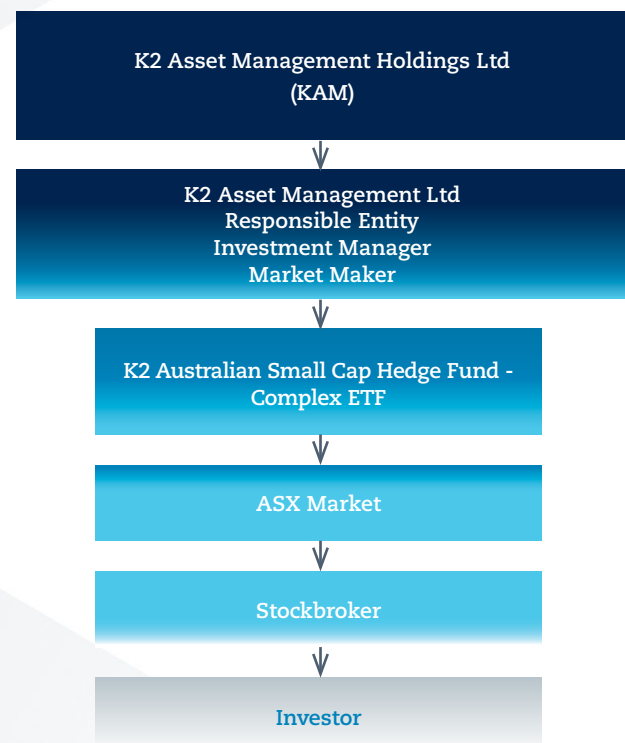 K2 Asset Management Holdings Ltd
(KAM)
K2 Asset Management Ltd
Responsible Entity
Investment Manager
Market Maker
K2 Australian Small Cap Hedge Fund -
Complex ETF
ASX Market
Stockbroker
Investor